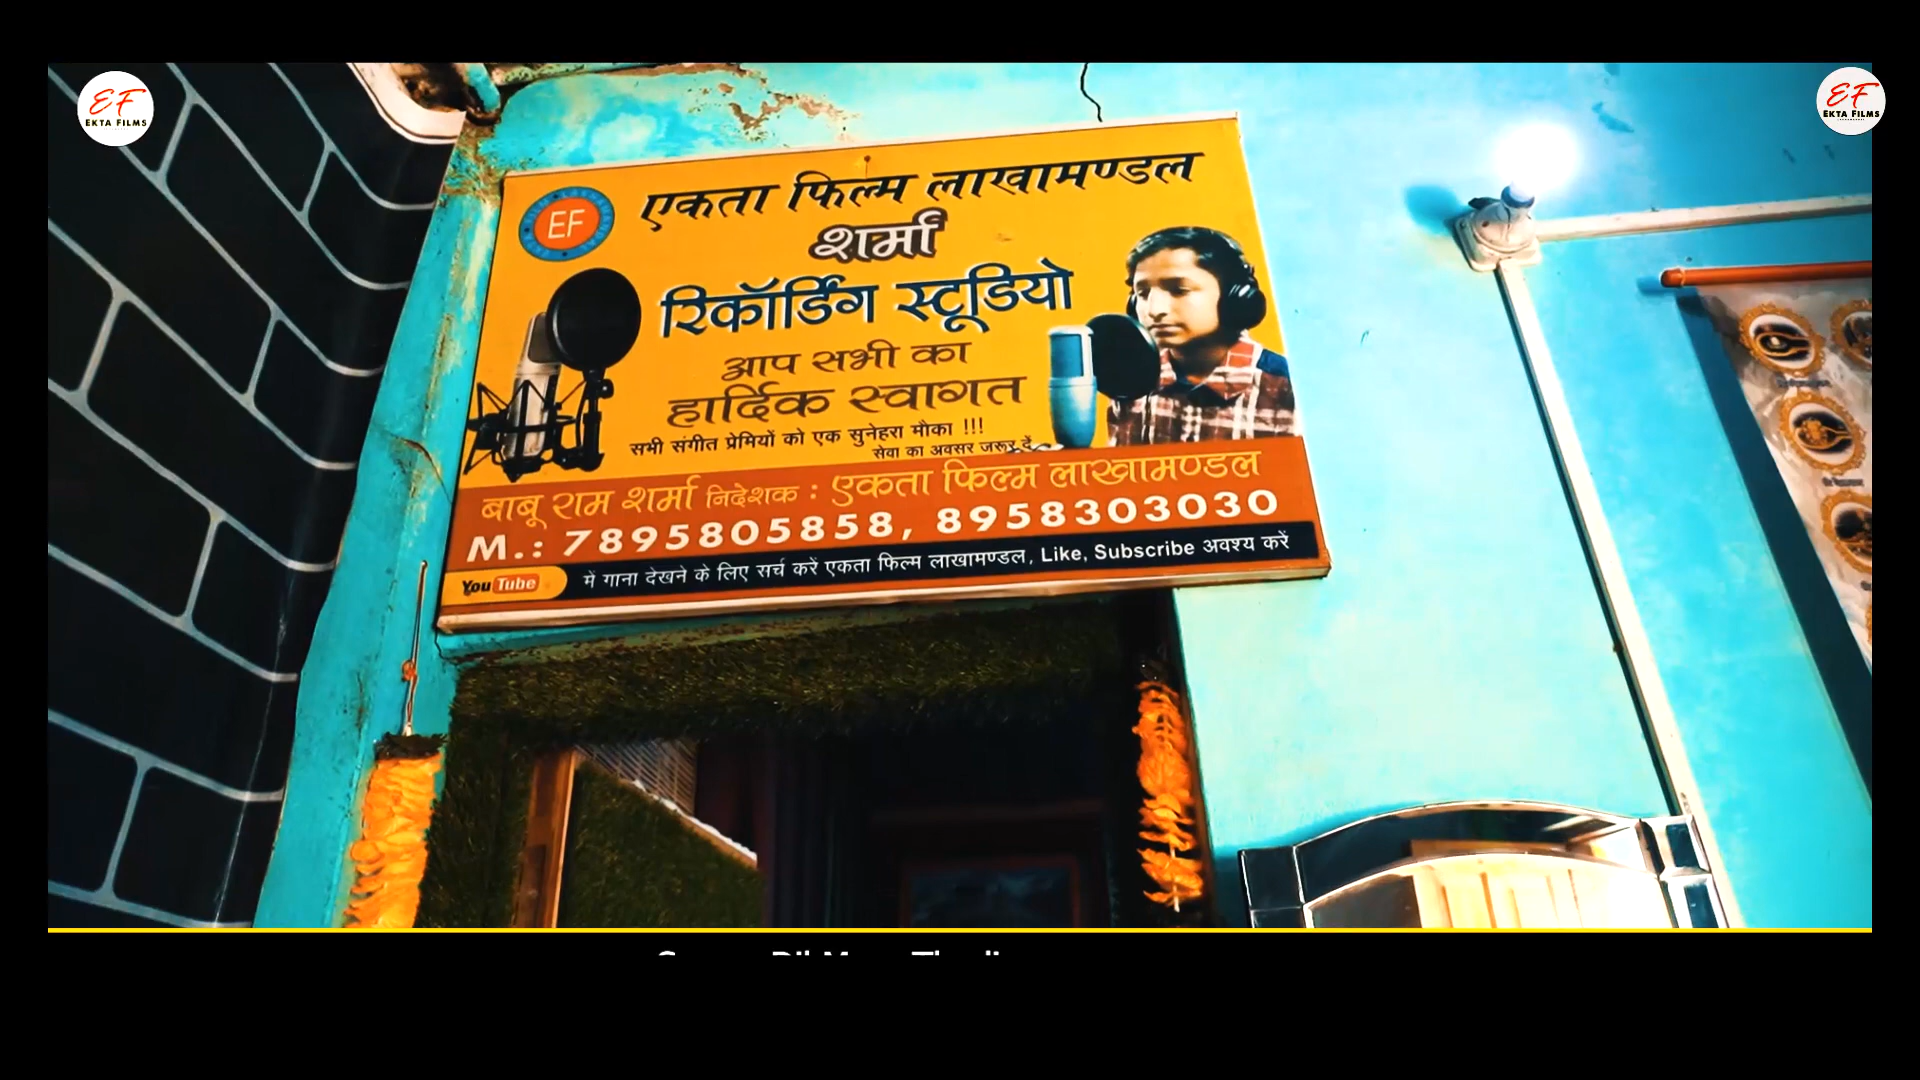 EF
EKTA FILMS
EF
EKTA FILMS
EF
एकता फिल्म लाखामण्डल
शर्मा
रिकॉर्डिंग स्टूडियो
आप सभी का
हार्दिक स्वागत
सभी संगीत प्रेमियों को एक सुनेहरा मौका !!!
सेवा का अवसर जरूर दें
बाबू राम शर्मा निदेशक : एकता फिल्म लाखामण्डल
M.: 7895805858, 8958303030
YouTube में गाना देखने के लिए सर्च करें एकता फिल्म लाखामण्डल, Like, Subscribe अवश्य करें